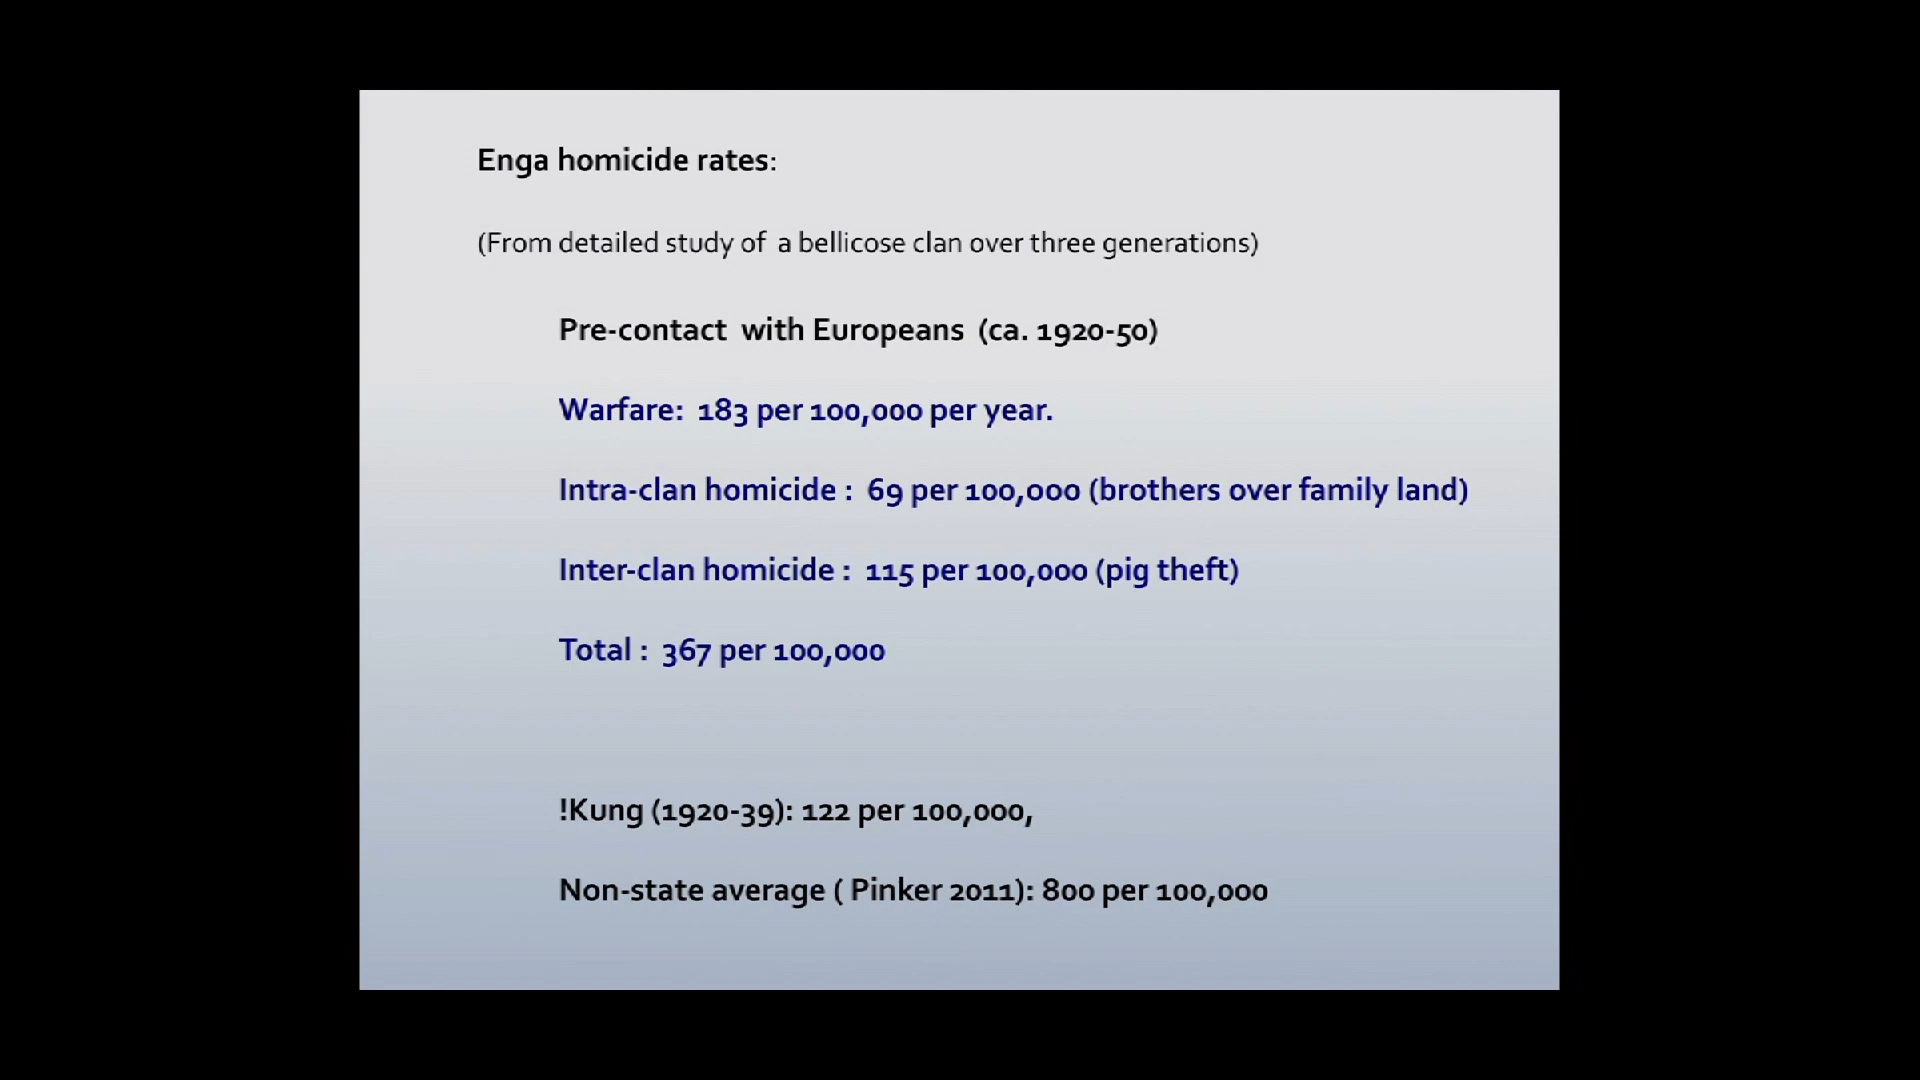 Enga homicide rates:
(From detailed study of a bellicose clan over three generations)
Pre-contact with Europeans (ca. 1920-50)
Warfare: 183 per 100,000 per year.
Intra-clan homicide : 69 per 100,000 (brothers over family land)
Inter-clan homicide : 115 per 100,000 (pig theft)
Total : 367 per 100,000
!Kung (1920-39): 122 per 100,000,
Non-state average ( Pinker 2011): 800 per 100,000